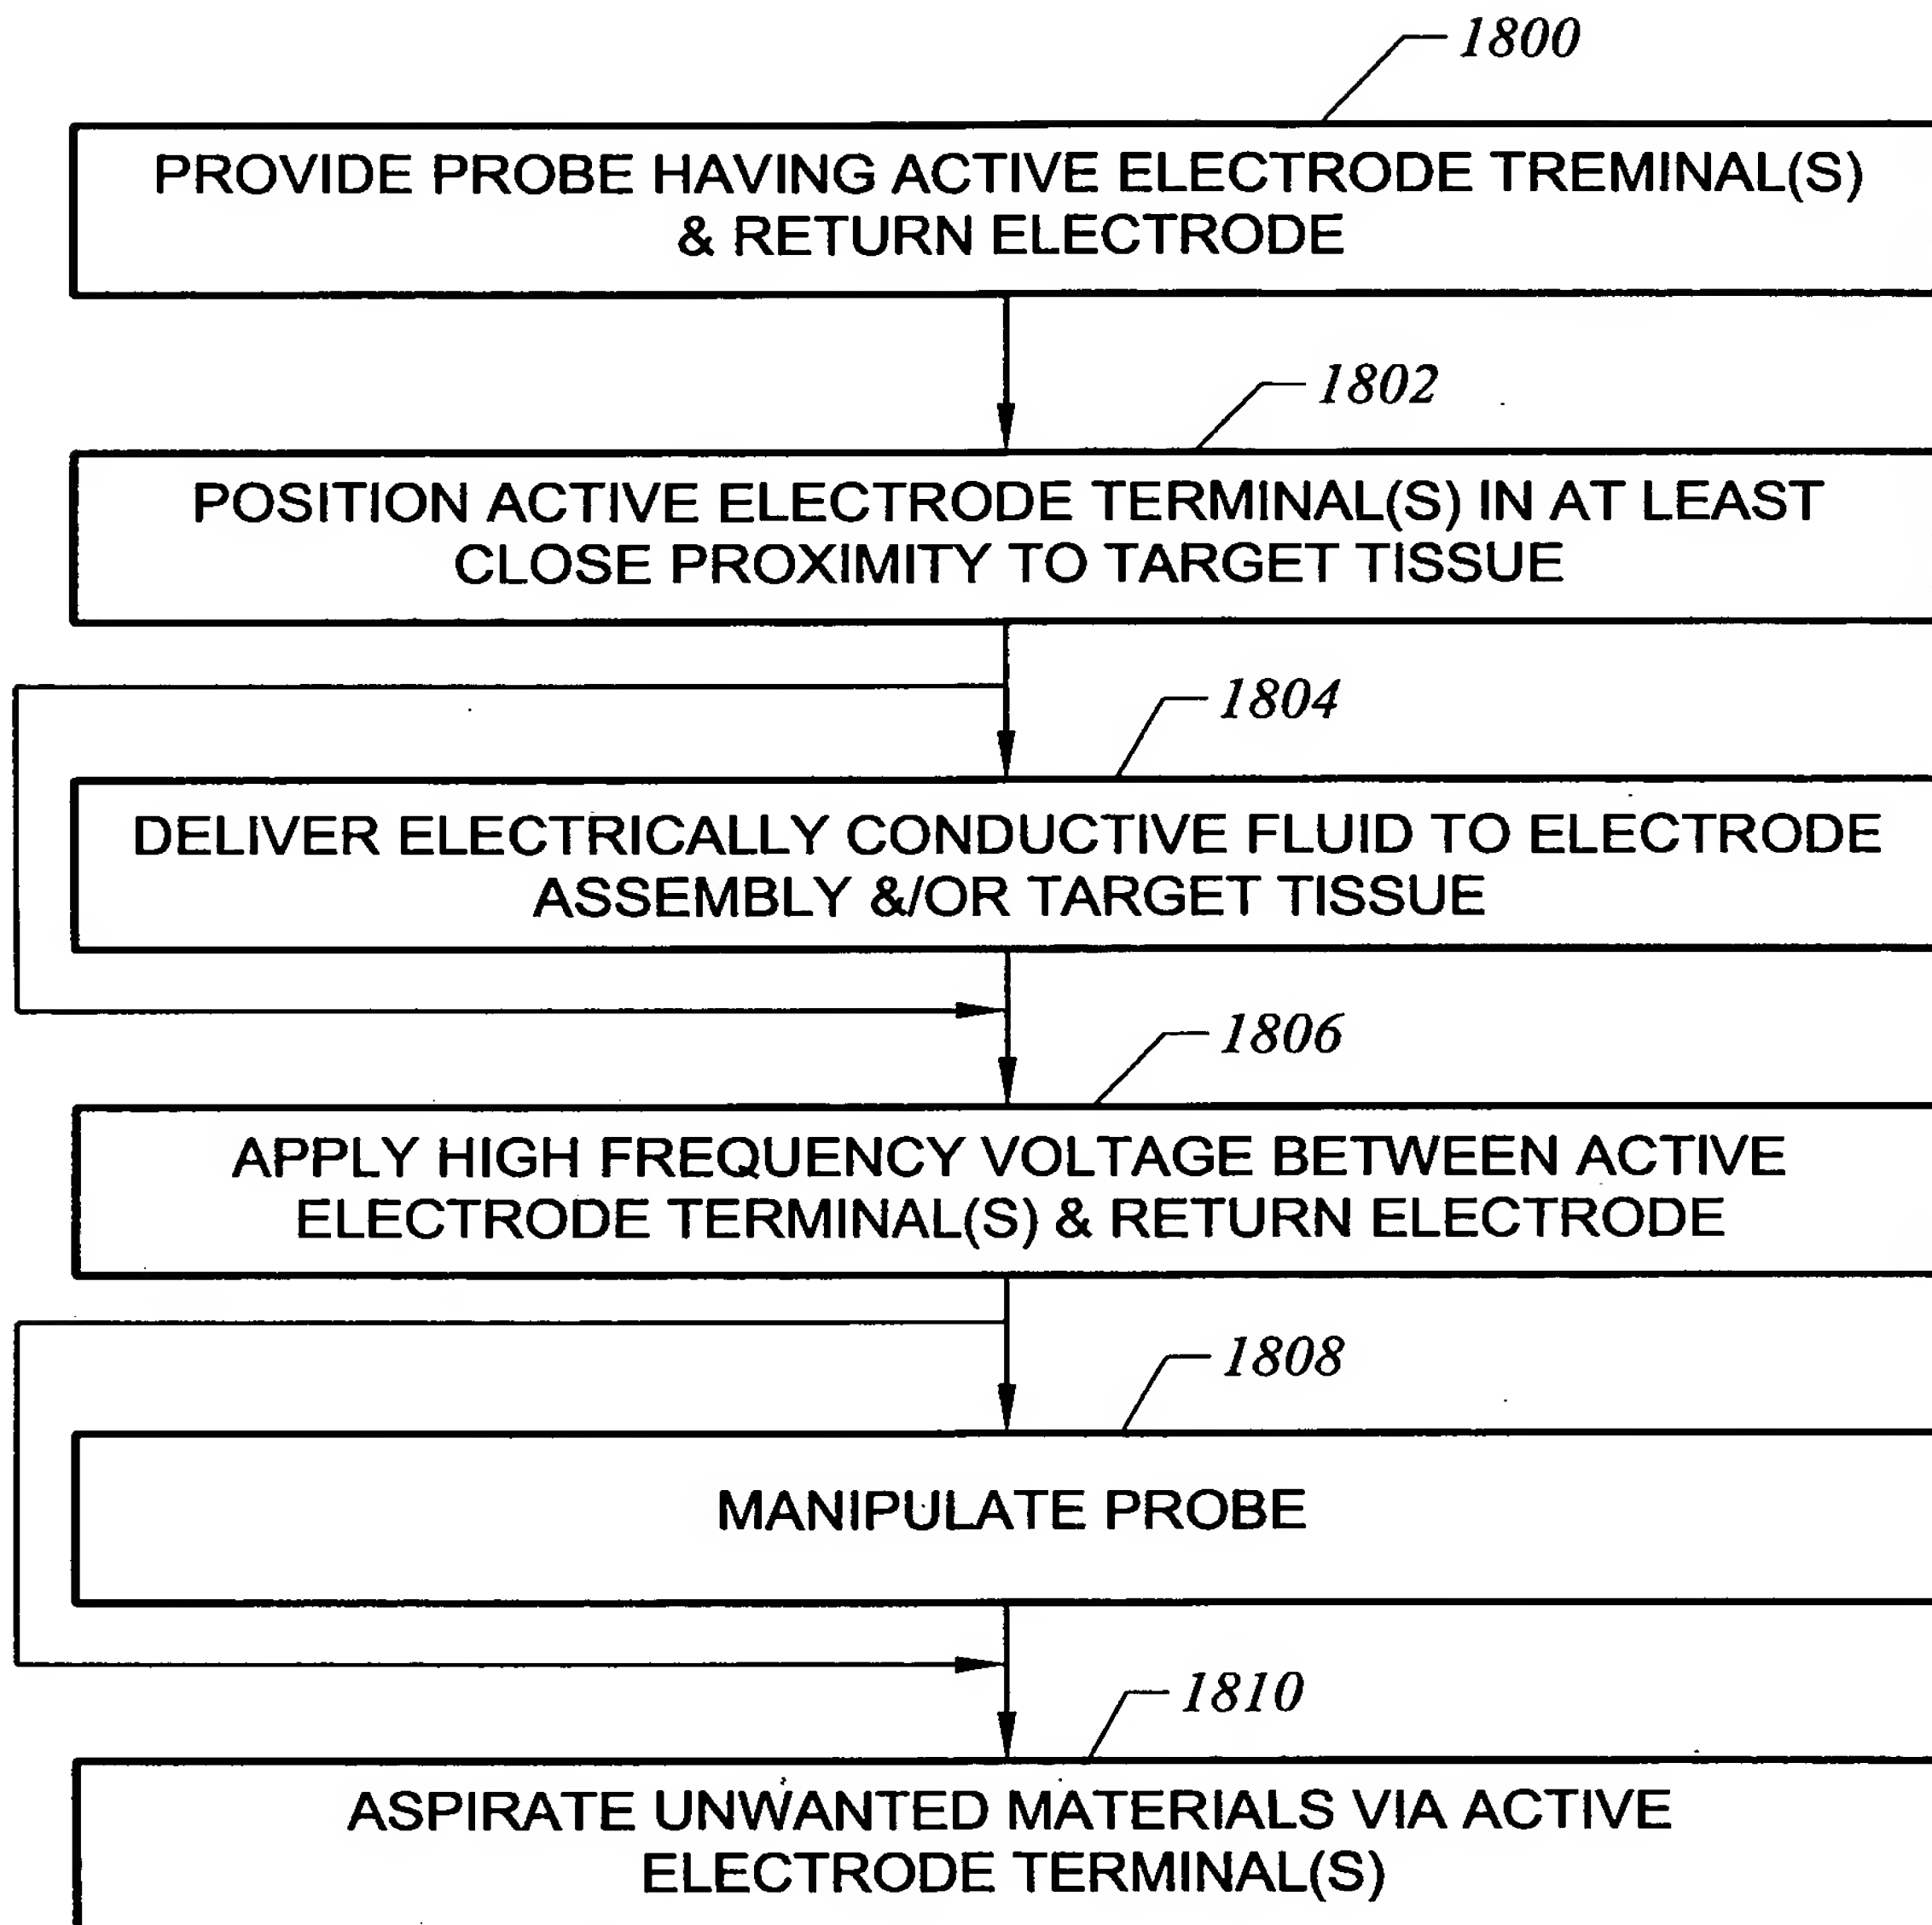 1800
PROVIDE PROBE HAVING ACTIVE ELECTRODE TREMINAL(S)
& RETURN ELECTRODE
1802
POSITION ACTIVE ELECTRODE TERMINAL(S) IN AT LEAST
CLOSE PROXIMITY TO TARGET TISSUE
1804
DELIVER ELECTRICALLY CONDUCTIVE FLUID TO ELECTRODE
ASSEMBLY &/OR TARGET TISSUE
1806
APPLY HIGH FREQUENCY VOLTAGE BETWEEN ACTIVE
ELECTRODE TERMINAL(S) & RETURN ELECTRODE
1808
MANIPULATE PROBE
1810
ASPIRATE UNWANTED MATERIALS VIA ACTIVE
ELECTRODE TERMINAL(S)